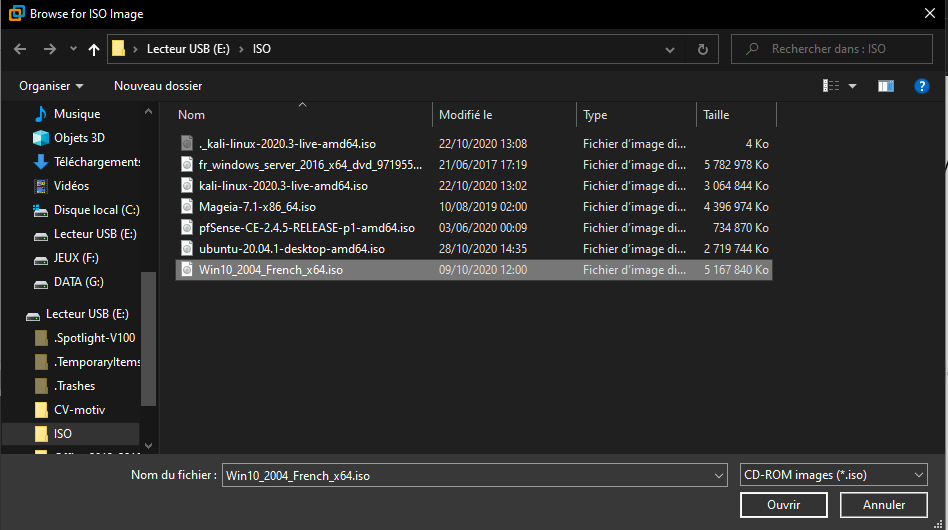 Browse for ISO Image
Lecteur USB (E:) › ISO
Rechercher dans : ISO
Organiser
Nouveau dossier
Musique
Objets 3D
Téléchargements
Vidéos
Disque local (C:)
Lecteur USB (E:)
JEUX (F:)
DATA (G:)
Lecteur USB (E:)
.Spotlight-V100
.TemporaryItems
.Trashes
CV-motiv
ISO
Nom Modifié le Type Taille
._kali-linux-2020.3-live-amd64.iso 22/10/2020 13:08 Fichier d'image di... 4 Ko
fr_windows_server_2016_x64_dvd_971955... 21/06/2017 17:19 Fichier d'image di... 5 782 978 Ko
kali-linux-2020.3-live-amd64.iso 22/10/2020 13:02 Fichier d'image di... 3 064 844 Ko
Mageia-7.1-x86_64.iso 10/08/2019 02:00 Fichier d'image di... 4 396 974 Ko
pfSense-CE-2.4.5-RELEASE-p1-amd64.iso 03/06/2020 00:09 Fichier d'image di... 734 870 Ko
ubuntu-20.04.1-desktop-amd64.iso 28/10/2020 14:35 Fichier d'image di... 2 719 744 Ko
Win10_2004_French_x64.iso 09/10/2020 12:00 Fichier d'image di... 5 167 840 Ko
Nom du fichier : Win10_2004_French_x64.iso
CD-ROM images (*.iso)
Ouvrir
Annuler